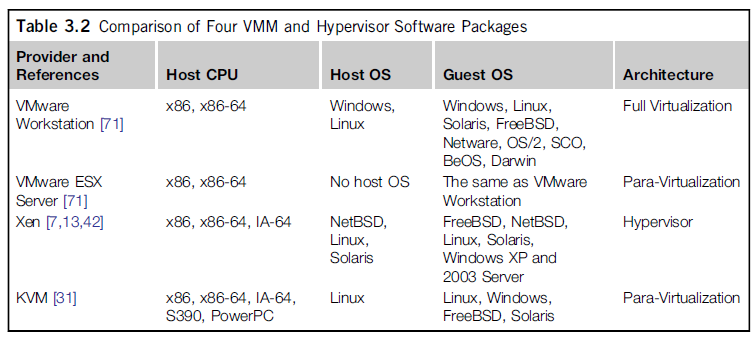 Table 3.2 Comparison of Four VMM and Hypervisor Software Packages
Provider and References Host CPU Host OS Guest OS Architecture
VMware Workstation [71] x86, x86-64 Windows, Linux Windows, Linux, Solaris, FreeBSD, Netware, OS/2, SCO, BeOS, Darwin Full Virtualization
VMware ESX Server [71] x86, x86-64 No host OS The same as VMware Workstation Para-Virtualization
Xen [7,13,42] x86, x86-64, IA-64 NetBSD, Linux, Solaris FreeBSD, NetBSD, Linux, Solaris, Windows XP and 2003 Server Hypervisor
KVM [31] x86, x86-64, IA-64, S390, PowerPC Linux Linux, Windows, FreeBSD, Solaris Para-Virtualization